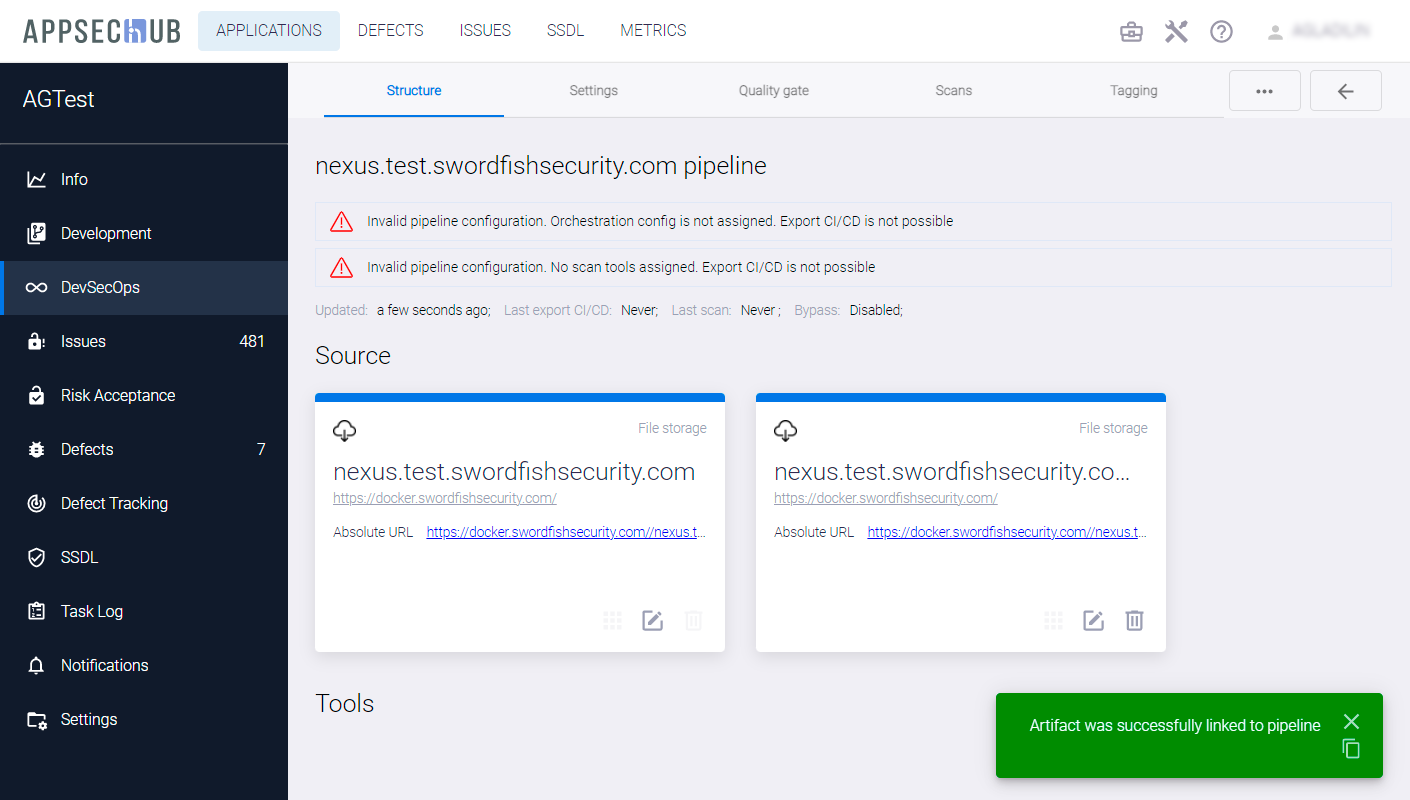 APPSECHUB APPLICATIONS DEFECTS ISSUES SSDL METRICS
AGTest
Structure Settings Quality gate Scans Tagging
Info
Development
DevSecOps
Issues 481
Risk Acceptance
Defects 7
Defect Tracking
SSDL
Task Log
Notifications
Settings
nexus.test.swordfishsecurity.com pipeline
Invalid pipeline configuration. Orchestration config is not assigned. Export CI/CD is not possible
Invalid pipeline configuration. No scan tools assigned. Export CI/CD is not possible
Updated: a few seconds ago; Last export CI/CD: Never; Last scan: Never ; Bypass: Disabled;
Source
File storage
nexus.test.swordfishsecurity.com
https://docker.swordfishsecurity.com/
Absolute URL https://docker.swordfishsecurity.com//nexus.t...
File storage
nexus.test.swordfishsecurity.co...
https://docker.swordfishsecurity.com/
Absolute URL https://docker.swordfishsecurity.com//nexus.t...
Tools
Artifact was successfully linked to pipeline